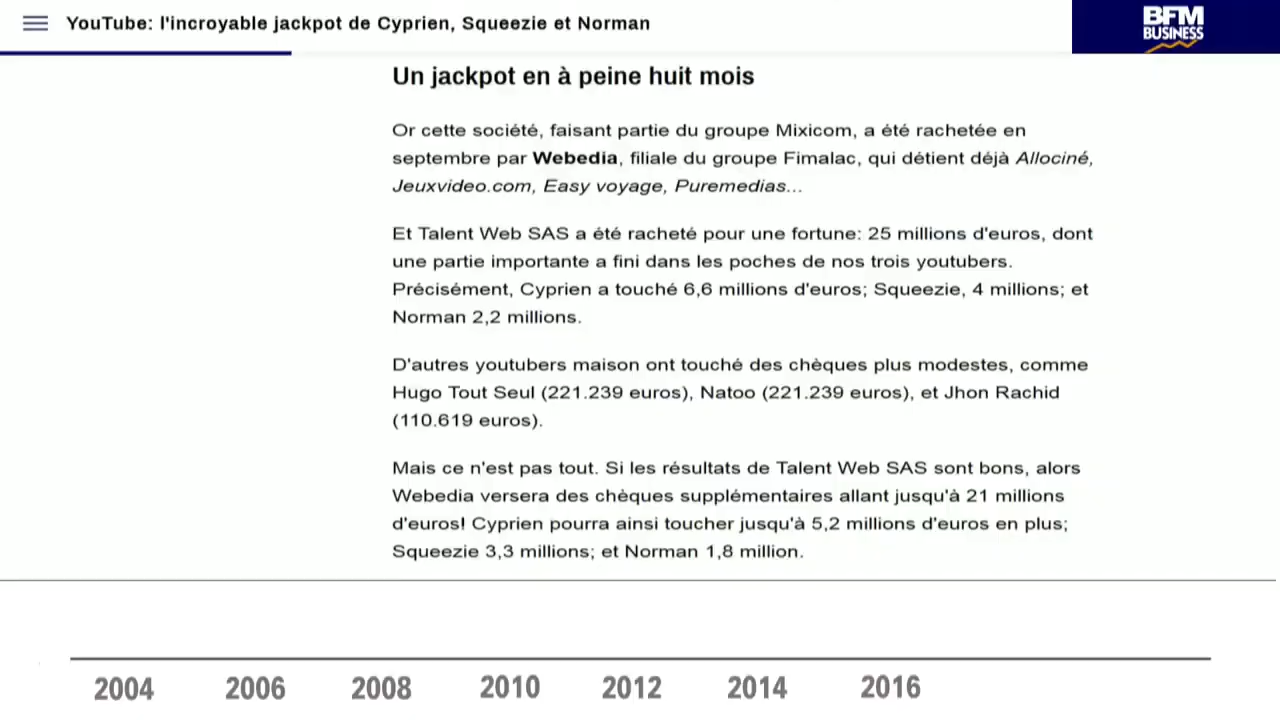 YouTube: l'incroyable jackpot de Cyprien, Squeezie et Norman
BFM
BUSINESS
Un jackpot en à peine huit mois
Or cette société, faisant partie du groupe Mixicom, a été rachetée en
septembre par Webedia, filiale du groupe Fimalac, qui détient déjà Allociné,
Jeuxvideo.com, Easy voyage, Puremedias...
Et Talent Web SAS a été racheté pour une fortune: 25 millions d'euros, dont
une partie importante a fini dans les poches de nos trois youtubers.
Précisément, Cyprien a touché 6,6 millions d'euros; Squeezie, 4 millions; et
Norman 2,2 millions.
D'autres youtubers maison ont touché des chèques plus modestes, comme
Hugo Tout Seul (221.239 euros), Natoo (221.239 euros), et Jhon Rachid
(110.619 euros).
Mais ce n'est pas tout. Si les résultats de Talent Web SAS sont bons, alors
Webedia versera des chèques supplémentaires allant jusqu'à 21 millions
d'euros! Cyprien pourra ainsi toucher jusqu'à 5,2 millions d'euros en plus;
Squeezie 3,3 millions; et Norman 1,8 million.
2004 2006 2008 2010 2012 2014 2016